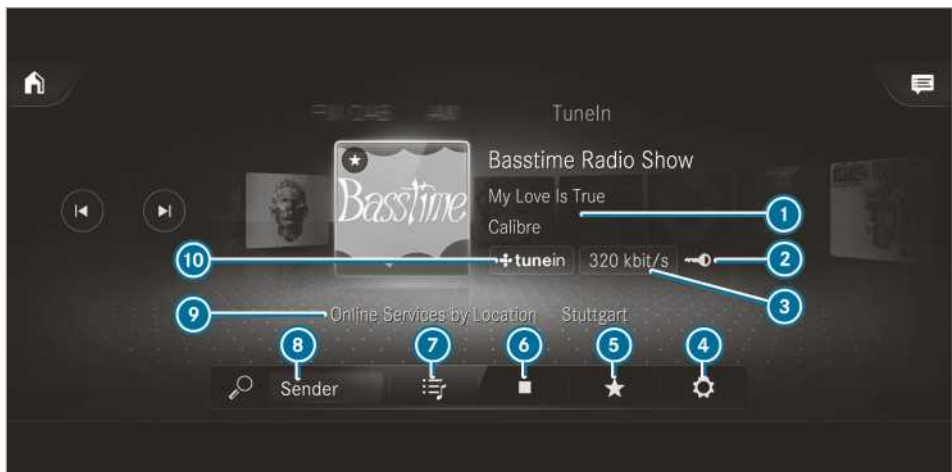 TuneIn
Basstime
Basstime Radio Show
My Love Is True
1
Calibre
10
tunein 320 kbit/s
2
3
9
Online Services by Location Stuttgart
8
7
6
5
4
Sender